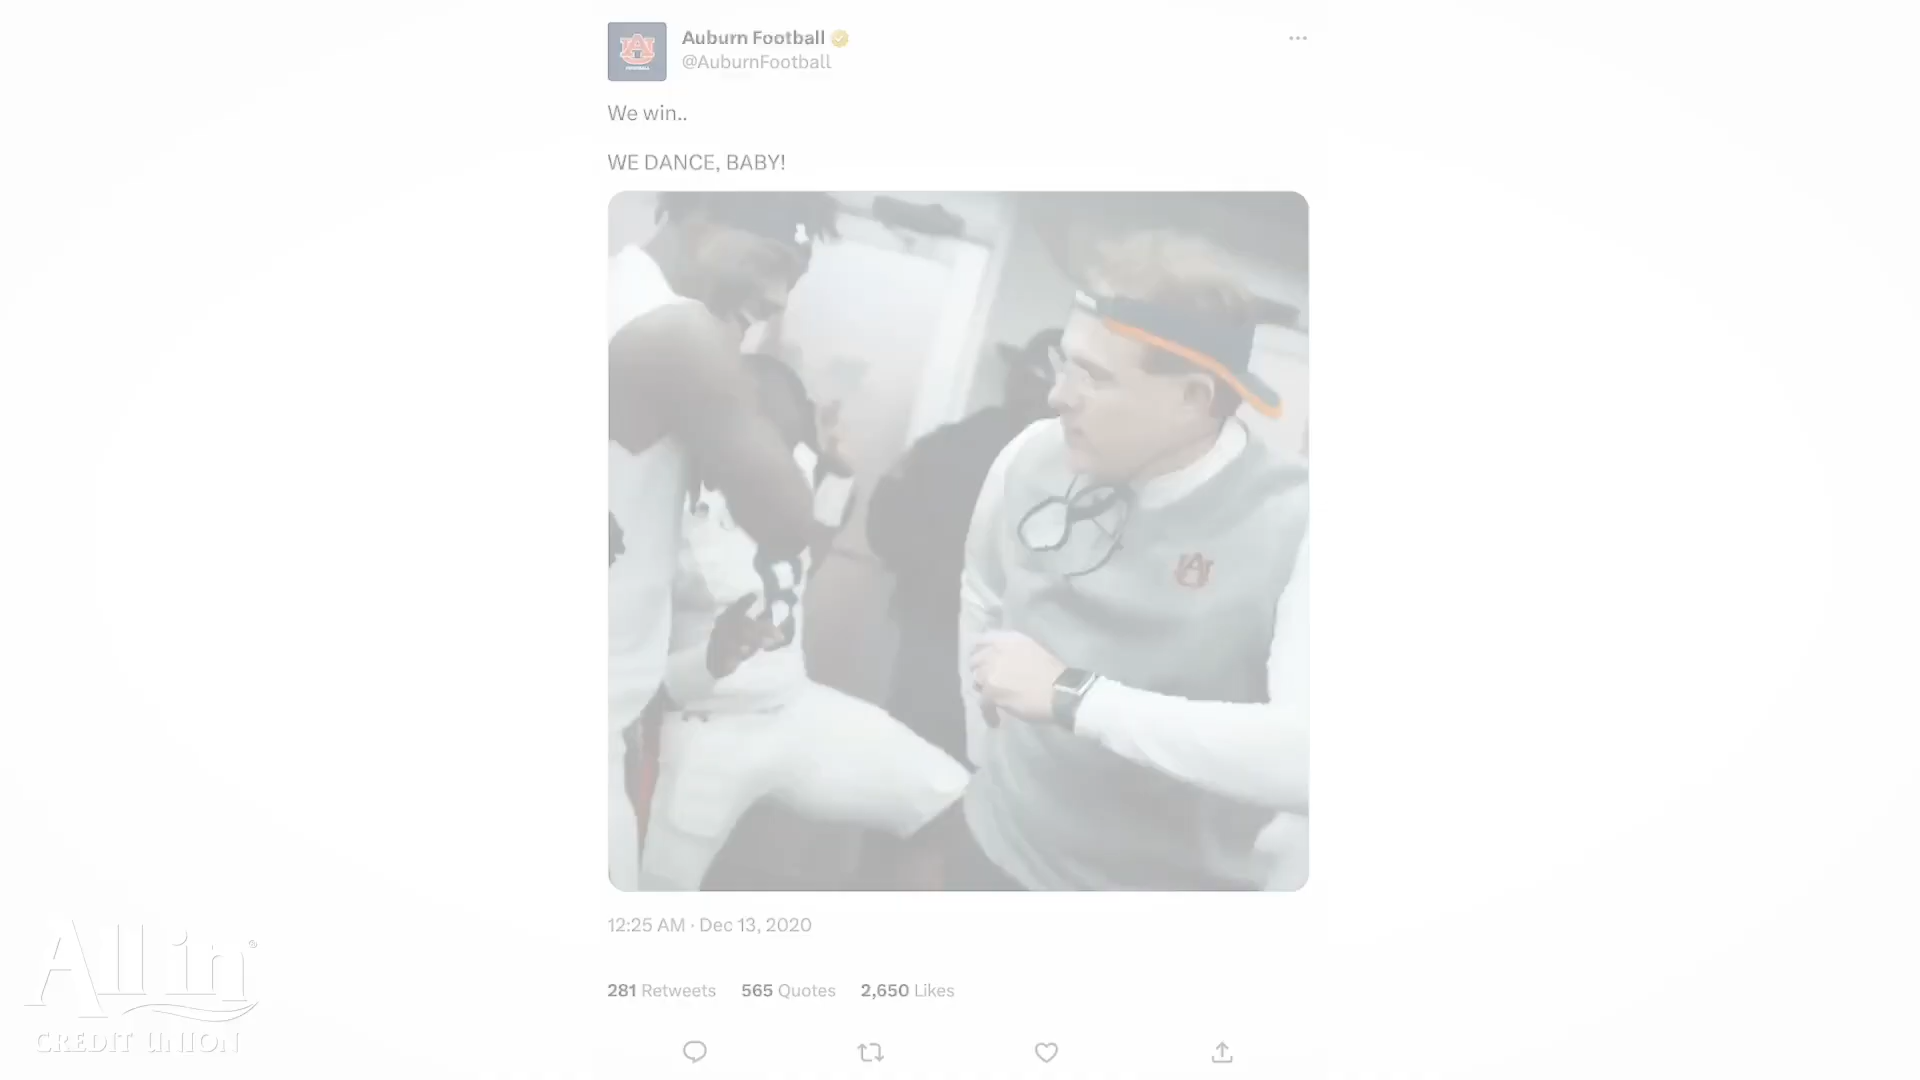 Auburn Football
@AuburnFootball
We win..
WE DANCE, BABY!
12:25 AM · Dec 13, 2020
281 Retweets 565 Quotes 2,650 Likes
All in®
CREDIT UNION